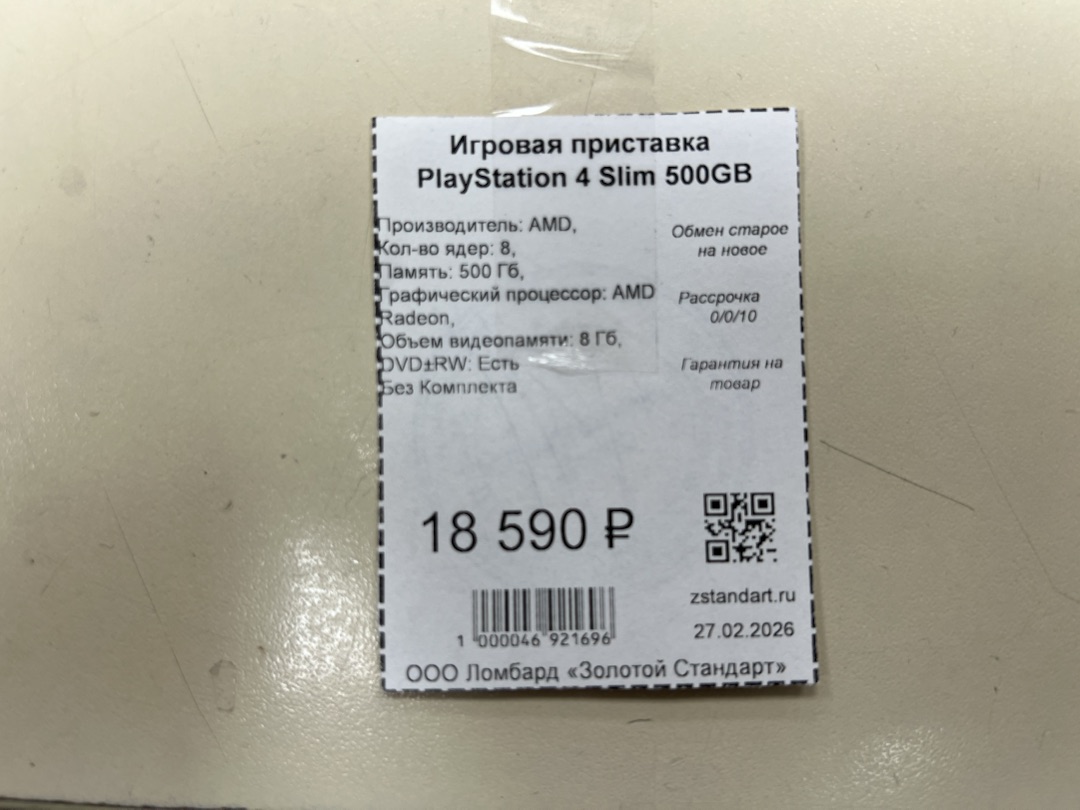 Игровая приставка
PlayStation 4 Slim 500GB
Производитель: AMD,
Кол-во ядер: 8,
Память: 500 Гб,
Графический процессор: AMD
Radeon,
Объем видеопамяти: 8 Гб,
DVD±RW: Есть
Без Комплекта
Обмен старое
на новое
Рассрочка
0/0/10
Гарантия на
товар
18 590 ₽
1 000046 921696
zstandart.ru
27.02.2026
ООО Ломбард «Золотой Стандарт»